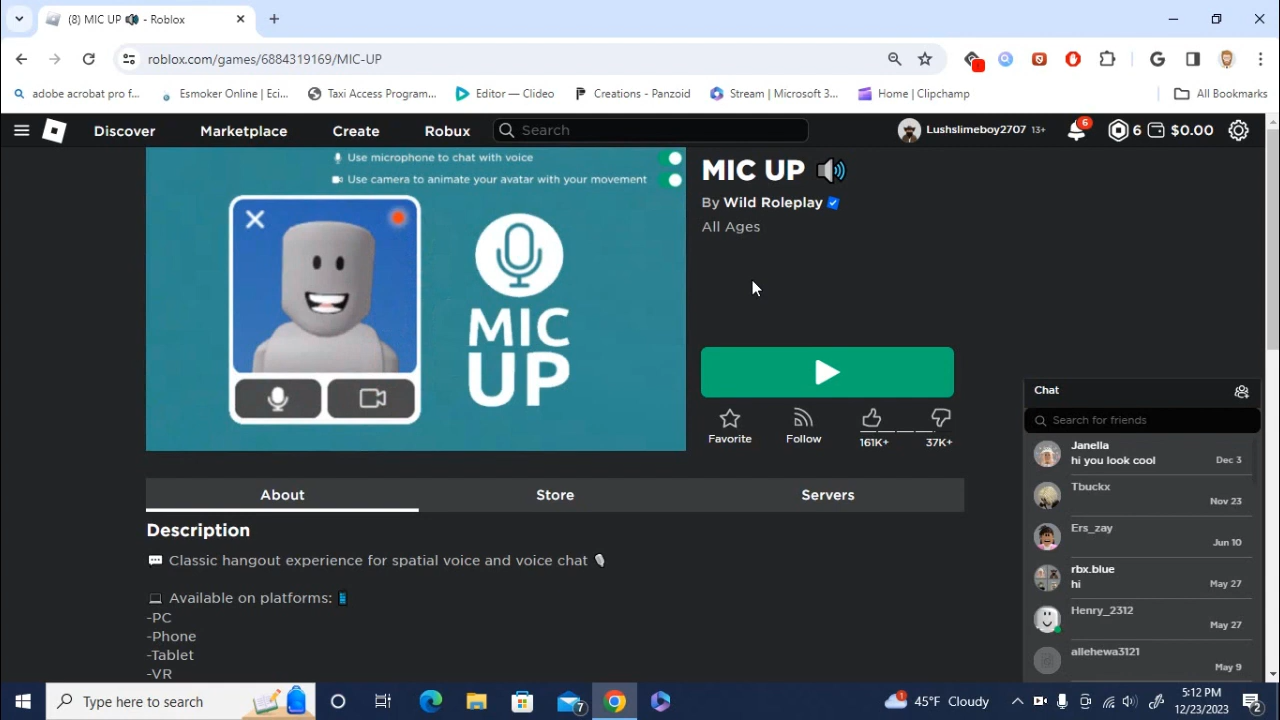 (8) MIC UP 🔊 - Roblox
roblox.com/games/6884319169/MIC-UP
adobe acrobat pro f...
Esmoker Online | Eci...
Taxi Access Program...
Editor — Clideo
Creations - Panzoid
Stream | Microsoft 3...
Home | Clipchamp
All Bookmarks
Discover
Marketplace
Create
Robux
Search
Lushslimeboy2707 13+
6
6
$0.00
Use microphone to chat with voice
Use camera to animate your avatar with your movement
MIC
UP
MIC UP 🔊
By Wild Roleplay
All Ages
Favorite
Follow
161K+
37K+
About
Store
Servers
Description
💬 Classic hangout experience for spatial voice and voice chat 🎙
💻 Available on platforms: 📱
-PC
-Phone
-Tablet
-VR
Chat
Search for friends
Janella
hi you look cool
Dec 3
Tbuckx
Nov 23
Ers_zay
Jun 10
rbx.blue
hi
May 27
Henry_2312
May 27
allehewa3121
May 9
Type here to search
7
1
45°F Cloudy
5:12 PM
12/23/2023
2